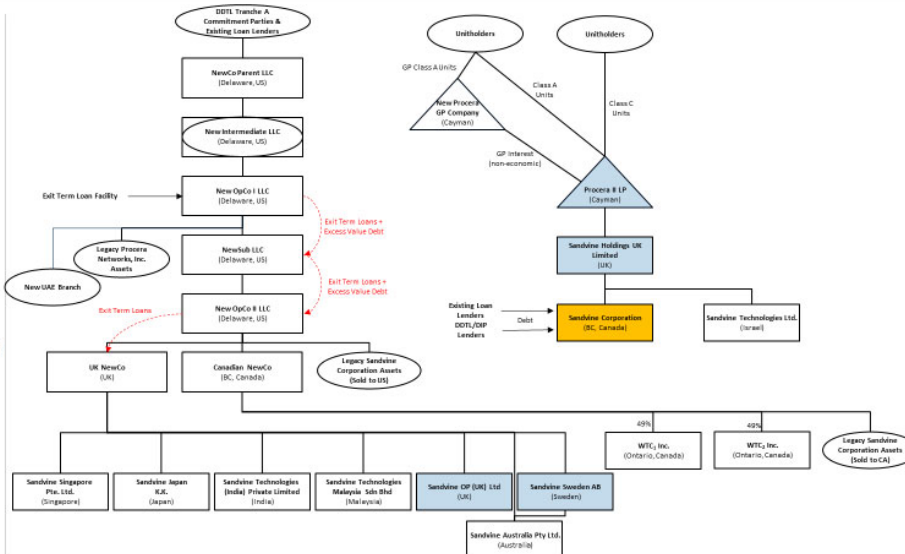 DDTL Tranche A
Commitment Parties &
Existing Loan Lenders
NewCo Parent LLC
(Delaware, US)
New Intermediate LLC
(Delaware, US)
Exit Term Loan Facility
New OpCo I LLC
(Delaware, US)
Exit Term Loans +
Excess Value Debt
Legacy Procera
Networks, Inc.
Assets
New UAE Branch
NewSub LLC
(Delaware, US)
Exit Term Loans +
Excess Value Debt
Exit Term Loans
New OpCo II LLC
(Delaware, US)
UK NewCo
(UK)
Canadian NewCo
(BC, Canada)
Legacy Sandvine
Corporation Assets
(Sold to US)
Unitholders
Unitholders
GP Class A Units
Class A
Units
Class C
Units
New Procera
GP Company
(Cayman)
GP Interest
(non-economic)
Procera II LP
(Cayman)
Sandvine Holdings UK
Limited
(UK)
Existing Loan
Lenders
DDTL/DIP
Lenders
Debt
Sandvine Corporation
(BC, Canada)
Sandvine Technologies Ltd.
(Israel)
49%
WTC₁ Inc.
(Ontario, Canada)
49%
WTC₂ Inc.
(Ontario, Canada)
Legacy Sandvine
Corporation Assets
(Sold to CA)
Sandvine Singapore
Pte. Ltd.
(Singapore)
Sandvine Japan
K.K.
(Japan)
Sandvine Technologies
(India) Private Limited
(India)
Sandvine Technologies
Malaysia Sdn Bhd
(Malaysia)
Sandvine OP (UK) Ltd
(UK)
Sandvine Sweden AB
(Sweden)
Sandvine Australia Pty Ltd.
(Australia)